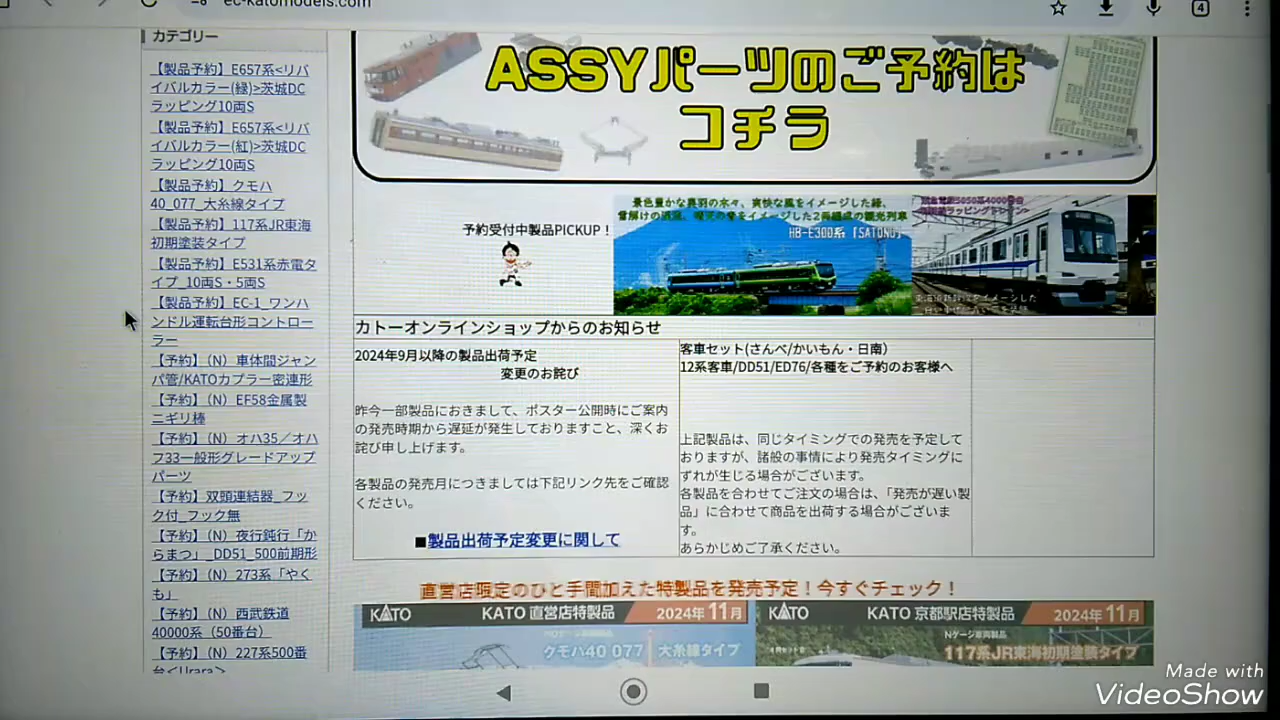 ec-katomodels.com
4
カテゴリー
【製品予約】E657系<リバ
イバルカラー(緑)>茨城DC
ラッピング10両S
【製品予約】E657系<リバ
イバルカラー(紅)>茨城DC
ラッピング10両S
【製品予約】クモハ
40_077_大糸線タイプ
【製品予約】117系JR東海
初期塗装タイプ
【製品予約】E531系赤電タ
イプ_10両S・5両S
【製品予約】EC-1_ワンハ
ンドル運転台形コントロー
ラー
【予約】（N）車体間ジャン
パ管/KATOカプラー密連形
【予約】（N）EF58金属製
ニギリ棒
【予約】（N）オハ35／オハ
フ33一般形グレードアップ
パーツ
【予約】双頭連結器_フッ
ク付_フック無
【予約】（N）夜行鈍行「か
らまつ」_DD51_500前期形
【予約】（N）273系「やく
も」
【予約】（N）西武鉄道
40000系（50番台）
【予約】（N）227系500番
台<Urara>
ASSYパーツのご予約は
コチラ
予約受付中製品PICKUP！
景色豊かな奥羽の木々、爽快な風をイメージした緑、
HB-E300系「SATONO」
カトーオンラインショップからのお知らせ
2024年9月以降の製品出荷予定
変更のお詫び
昨今一部製品におきまして、ポスター公開時にご案内
の発売時期から遅延が発生しておりますこと、深くお
詫び申し上げます。
各製品の発売月につきましては下記リンク先をご確認
ください。
■製品出荷予定変更に関して
客車セット(さんべ/かいもん・日南)
12系客車/DD51/ED76/各種をご予約のお客様へ
上記製品は、同じタイミングでの発売を予定して
おりますが、諸般の事情により発売タイミングに
ずれが生じる場合がございます。
各製品を合わせてご注文の場合は、「発売が遅い製
品」に合わせて商品を出荷する場合がございま
す。
あらかじめご了承ください。
直営店限定のひと手間加えた特製品を発売予定！今すぐチェック！
KATO KATO 直営店特製品 2024年11月
クモハ40 077 大糸線タイプ
KATO KATO 京都駅店特製品 2024年11月
Nゲージ車両製品
117系JR東海初期塗装タイプ
Made with
VideoShow